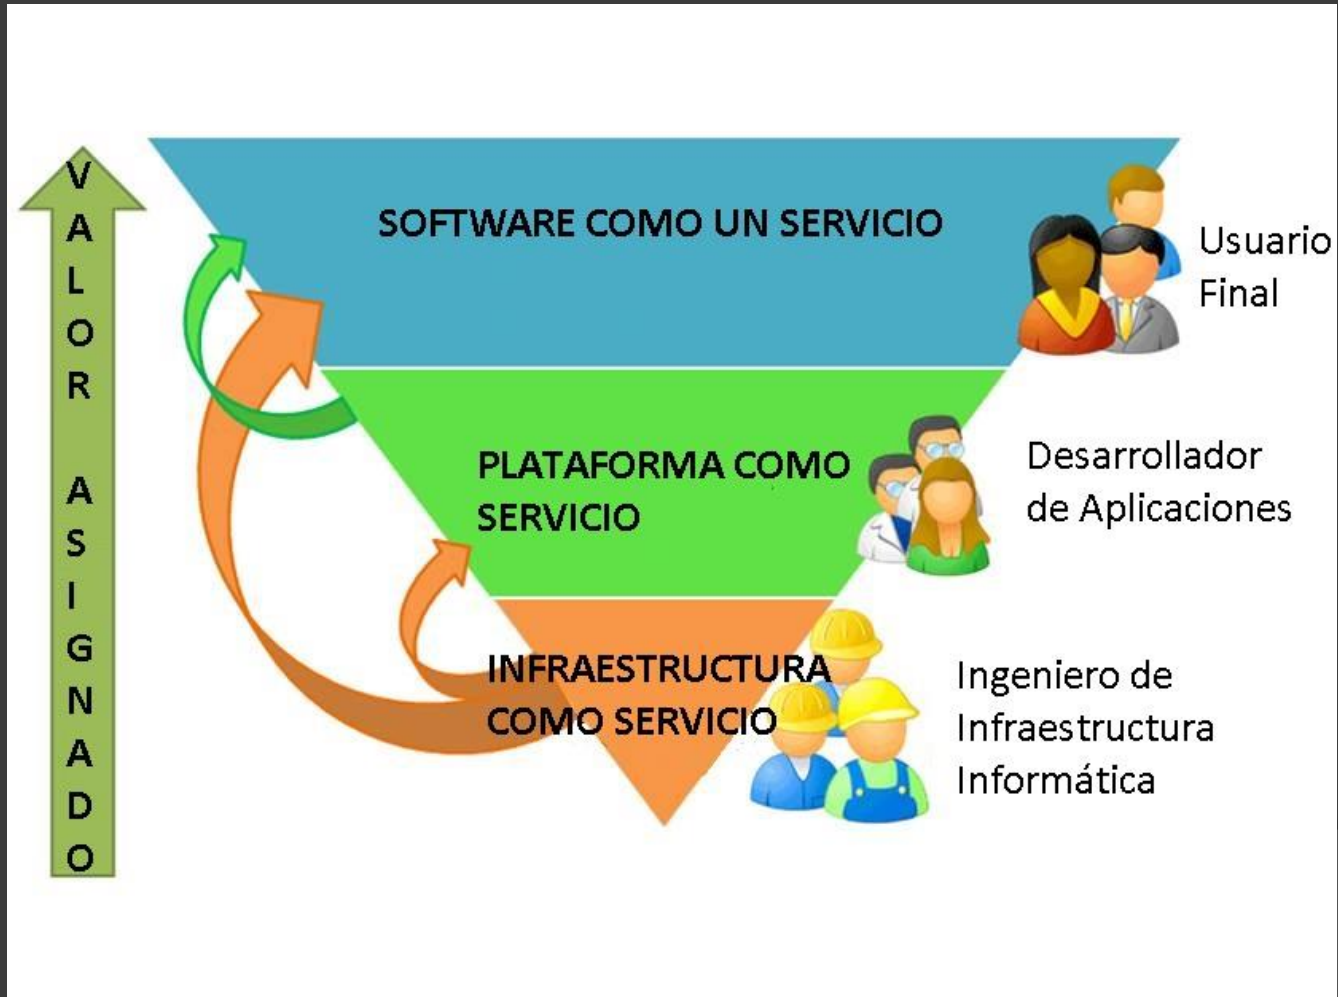 VALOR ASIGNADO
SOFTWARE COMO UN SERVICIO
Usuario
Final
PLATAFORMA COMO
SERVICIO
Desarrollador
de Aplicaciones
INFRAESTRUCTURA
COMO SERVICIO
Ingeniero de
Infraestructura
Informática